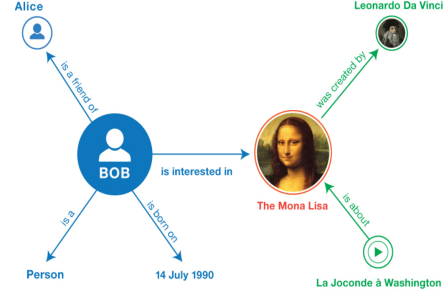 Alice
Leonardo Da Vinci
is a friend of
was created by
BOB
is interested in
The Mona Lisa
is a
is born on
is about
Person
14 July 1990
La Joconde à Washington